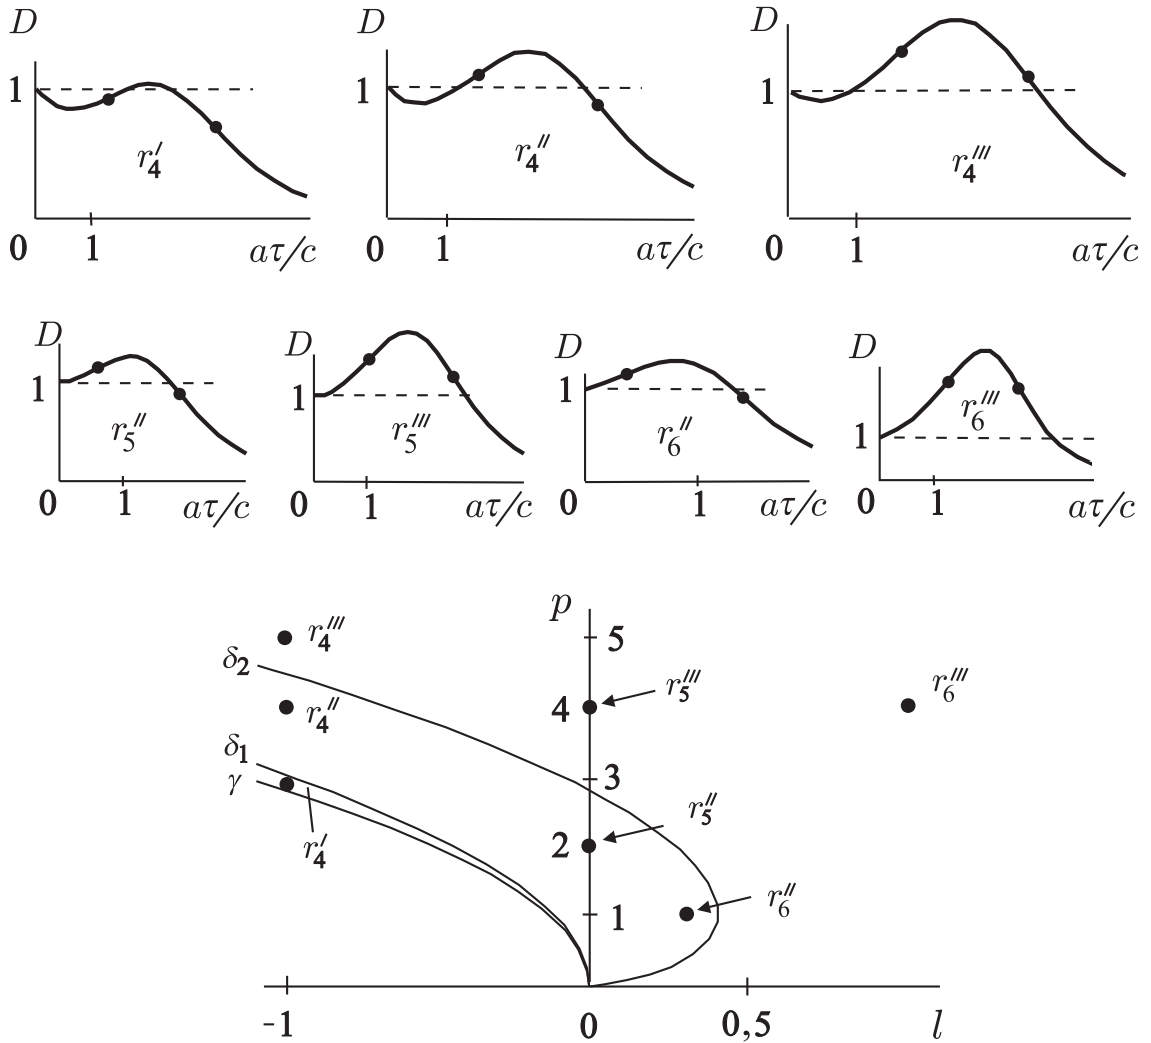 D D D
1 1 1
r₄′ r₄″ r₄‴
0 1 aτ/c 0 1 aτ/c 0 1 aτ/c
D D D D
1 1 1 1
r₅″ r₅‴ r₆″ r₆‴
0 1 aτ/c 0 1 aτ/c 0 1 aτ/c 0 1 aτ/c
p
r₄‴ 5
δ₂
r₅‴ r₆‴
r₄″ 4
δ₁
γ 3
r₅″
r₄′ 2
r₆″
1
-1 0 0,5 l